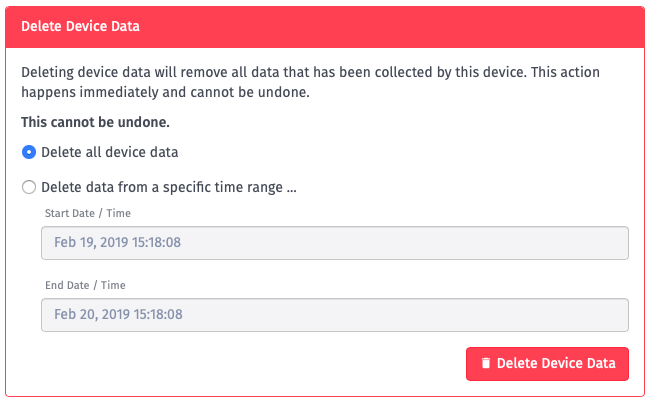 Delete Device Data
Deleting device data will remove all data that has been collected by this device. This action
happens immediately and cannot be undone.
This cannot be undone.
Delete all device data
Delete data from a specific time range ...
Start Date / Time
Feb 19, 2019 15:18:08
End Date / Time
Feb 20, 2019 15:18:08
Delete Device Data